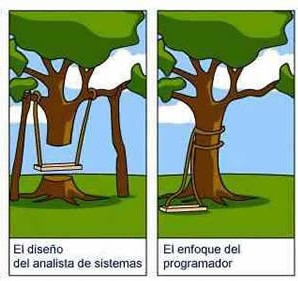 El diseño
del analista de sistemas
El enfoque del
programador